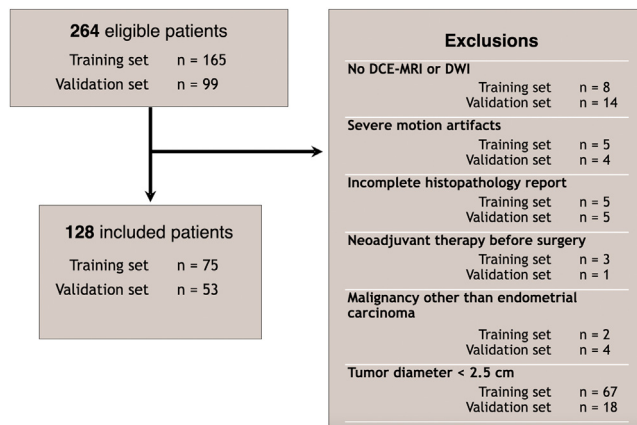 264 eligible patients
Training set n = 165
Validation set n = 99
128 included patients
Training set n = 75
Validation set n = 53
Exclusions
No DCE-MRI or DWI
Training set n = 8
Validation set n = 14
Severe motion artifacts
Training set n = 5
Validation set n = 4
Incomplete histopathology report
Training set n = 5
Validation set n = 5
Neoadjuvant therapy before surgery
Training set n = 3
Validation set n = 1
Malignancy other than endometrial
carcinoma
Training set n = 2
Validation set n = 4
Tumor diameter < 2.5 cm
Training set n = 67
Validation set n = 18